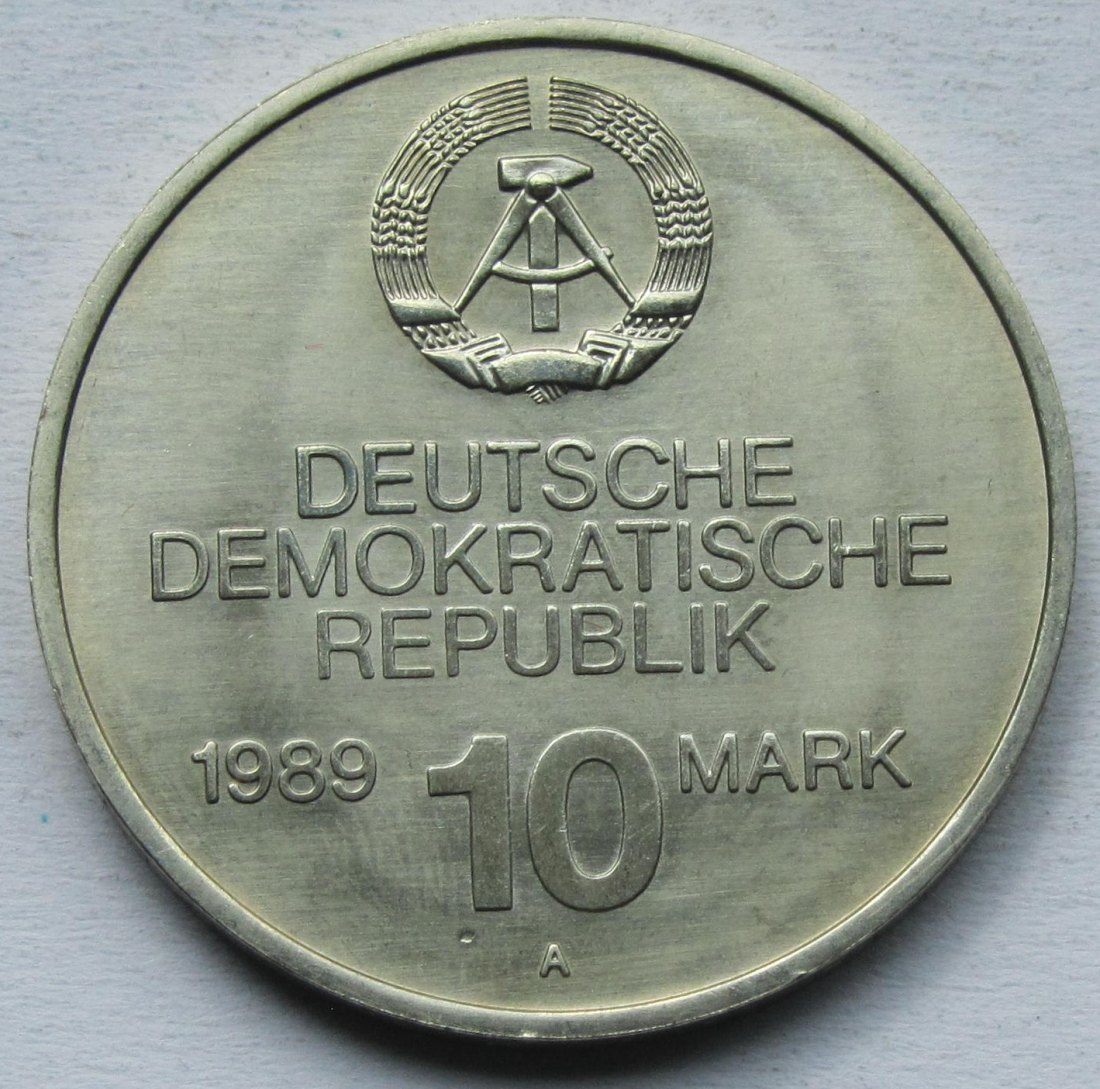 DEUTSCHE
DEMOKRATISCHE
REPUBLIK
1989 10 MARK
A